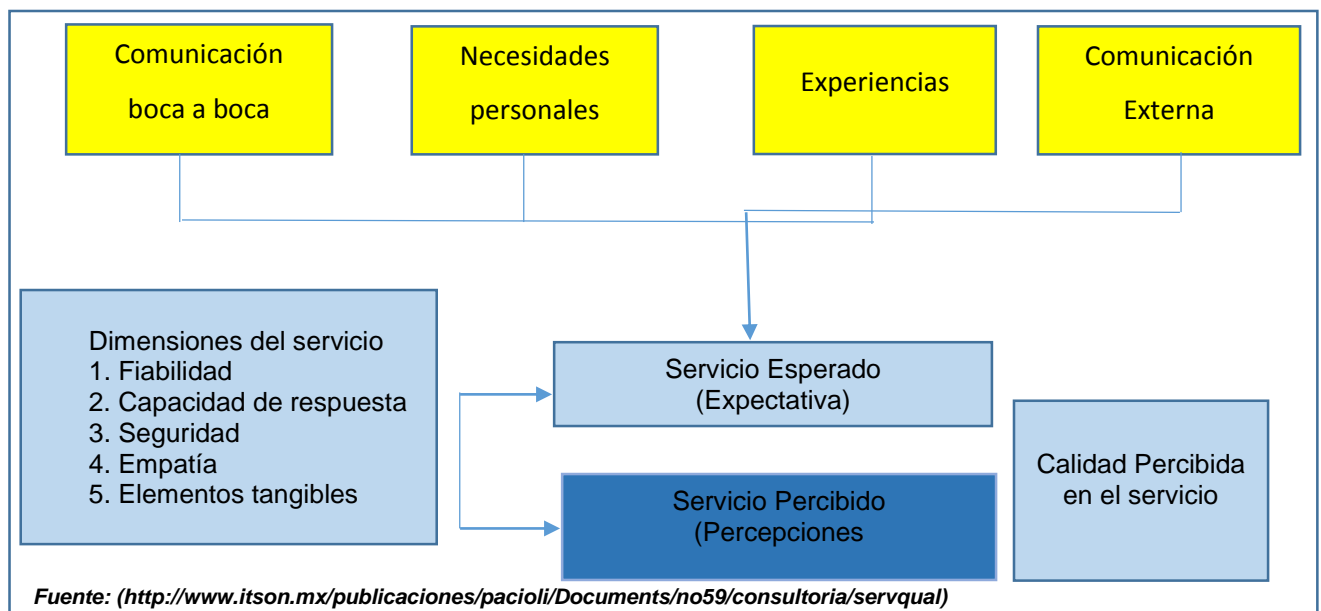 Comunicación
boca a boca
Necesidades
personales
Experiencias
Comunicación
Externa
Dimensiones del servicio
1. Fiabilidad
2. Capacidad de respuesta
3. Seguridad
4. Empatía
5. Elementos tangibles
Servicio Esperado
(Expectativa)
Servicio Percibido
(Percepciones
Calidad Percibida
en el servicio
Fuente: (http://www.itson.mx/publicaciones/pacioli/Documents/no59/consultoria/servqual)